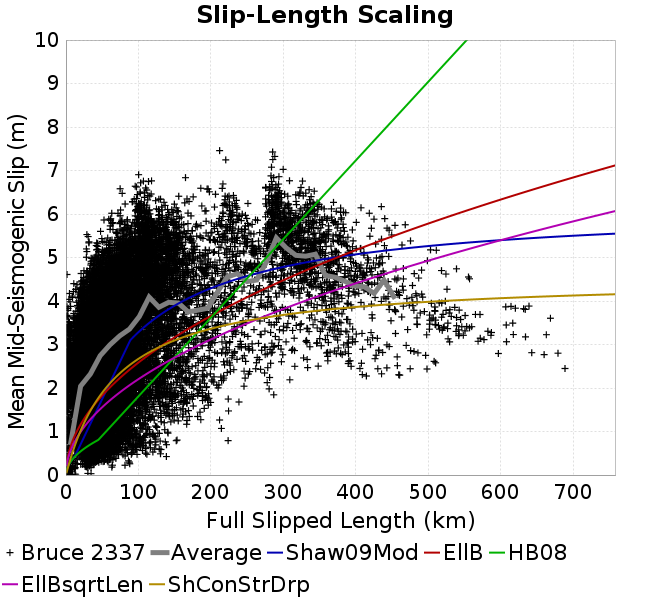 Slip-Length Scaling
Mean Mid-Seismogenic Slip (m)
10
9
8
7
6
5
4
3
2
1
0
0 100 200 300 400 500 600 700
Full Slipped Length (km)
Bruce 2337 Average Shaw09Mod EllB HB08
EllBsqrtLen ShConStrDrp